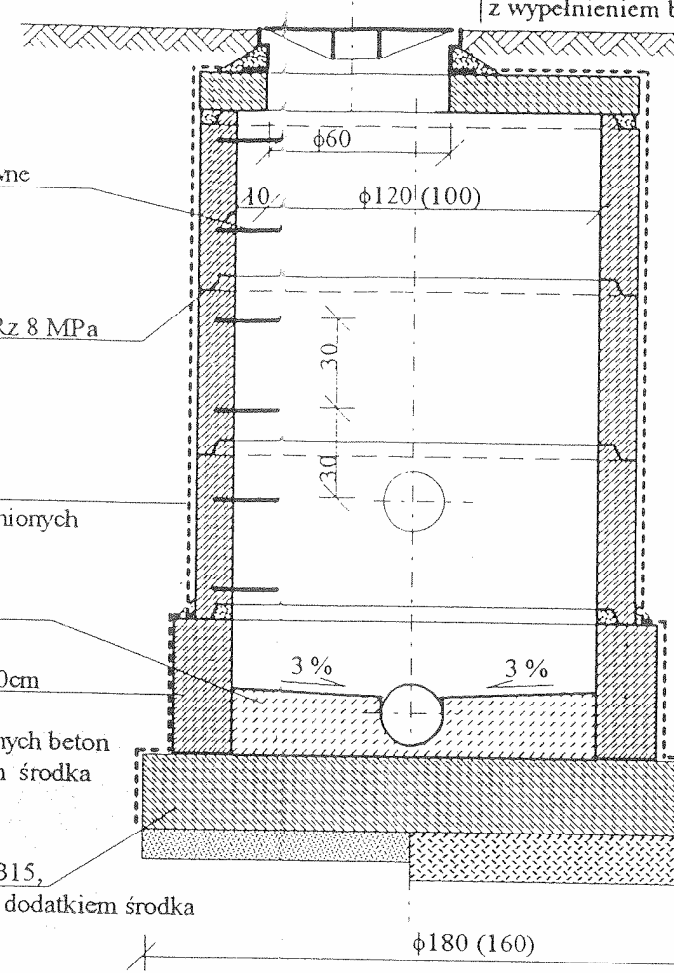 z wypełnieniem b
ϕ60
wne
10
ϕ120 (100)
Rz 8 MPa
30
30
nionych
3 %
3 %
0cm
nych beton
środka
315,
dodatkiem środka
ϕ180 (160)